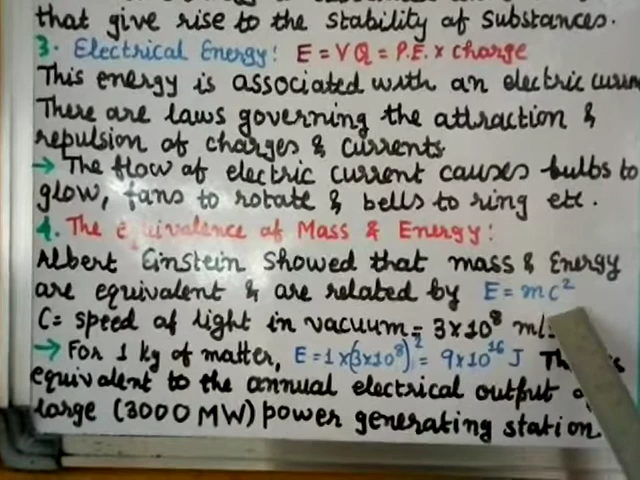 that give rise to the stability of substances.
3. Electrical Energy: E = VQ = P.E. x charge
This energy is associated with an electric
There are laws governing the attraction &
repulsion of charges & currents
→ The flow of electric current causes bulbs to
glow, fans to rotate & bells to ring etc.
4. The equivalence of Mass & Energy:
Albert Einstein showed that mass & Energy
are equivalent & are related by E = mc²
C = speed of light in vacuum = 3x10⁸ m/s
→ For 1 kg of matter, E = 1x(3x10⁸)² = 9x10¹⁶ J
equivalent to the annual electrical output
large (3000 MW) power generating station